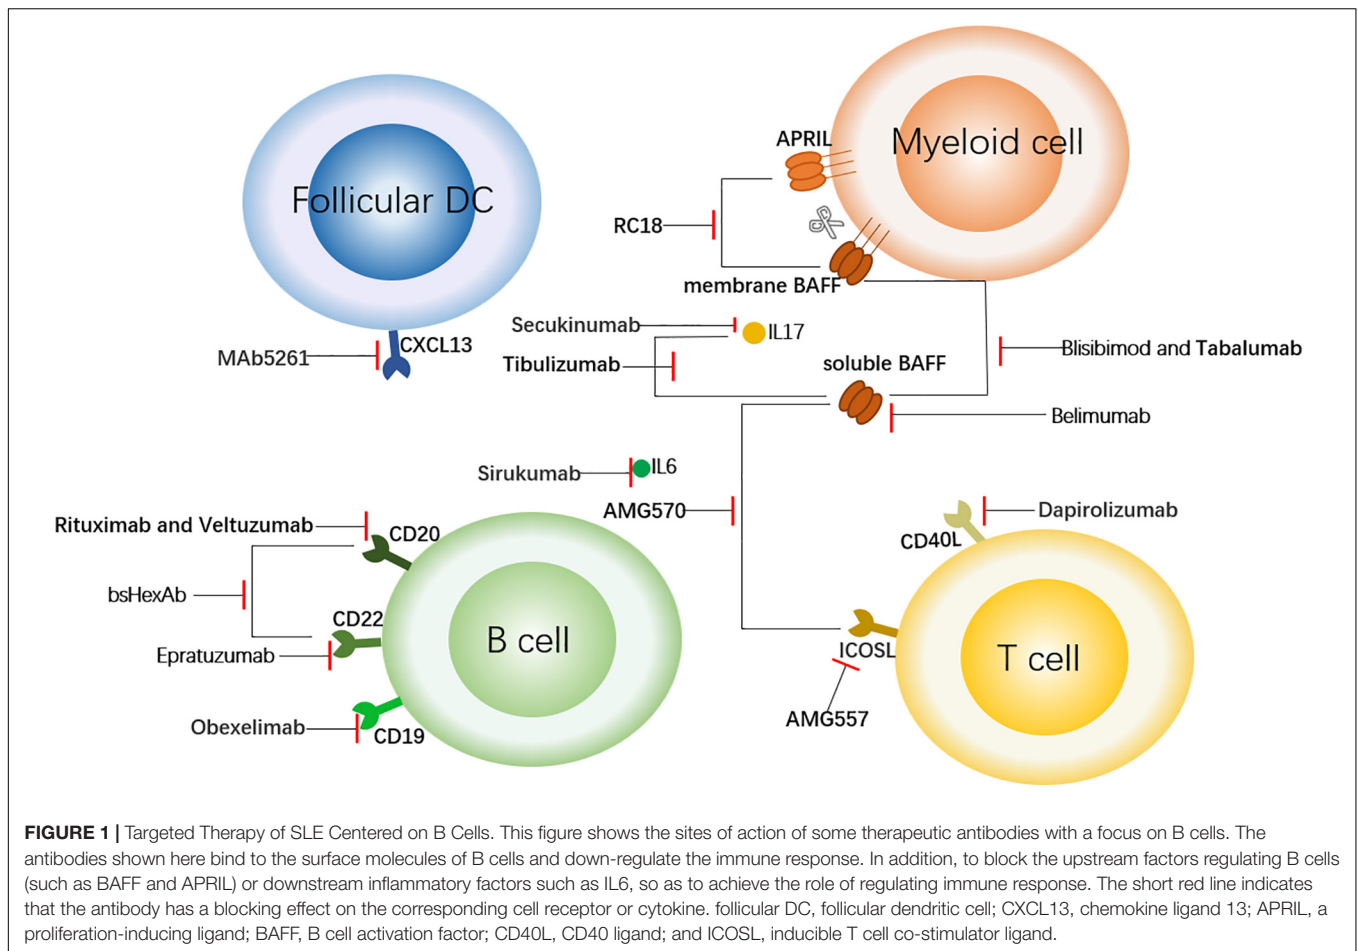 Follicular DC
Myeloid cell
APRIL
RC18
membrane BAFF
MAb5261
CXCL13
Secukinumab
IL17
Tibulizumab
soluble BAFF
Blisibimod and Tabalumab
Belimumab
Sirukumab
IL6
AMG570
Dapirolizumab
CD40L
Rituximab and Veltuzumab
CD20
bsHexAb
CD22
Epratuzumab
B cell
Obexelimab
CD19
ICOSL
T cell
AMG557
FIGURE 1 | Targeted Therapy of SLE Centered on B Cells. This figure shows the sites of action of some therapeutic antibodies with a focus on B cells. The
antibodies shown here bind to the surface molecules of B cells and down-regulate the immune response. In addition, to block the upstream factors regulating B cells
(such as BAFF and APRIL) or downstream inflammatory factors such as IL6, so as to achieve the role of regulating immune response. The short red line indicates
that the antibody has a blocking effect on the corresponding cell receptor or cytokine. follicular DC, follicular dendritic cell; CXCL13, chemokine ligand 13; APRIL, a
proliferation-inducing ligand; BAFF, B cell activation factor; CD40L, CD40 ligand; and ICOSL, inducible T cell co-stimulator ligand.